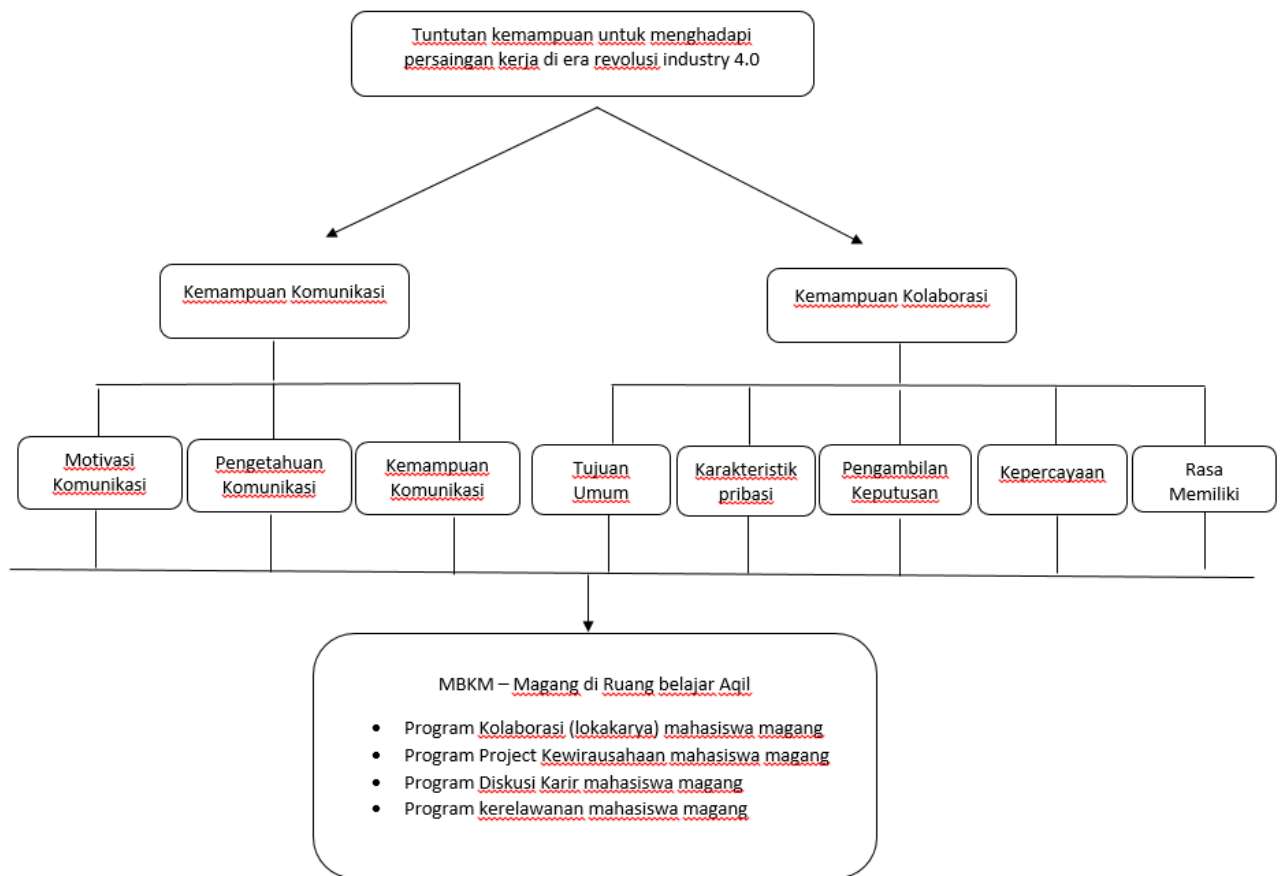 Tuntutan kemampuan untuk menghadapi
persaingan kerja di era revolusi industry 4.0
Kemampuan Komunikasi
Kemampuan Kolaborasi
Motivasi
Komunikasi
Pengetahuan
Komunikasi
Kemampuan
Komunikasi
Tujuan
Umum
Karakteristik
pribasi
Pengambilan
Keputusan
Kepercayaan
Rasa
Memiliki
MBKM – Magang di Ruang belajar Aqil
• Program Kolaborasi (lokakarya) mahasiswa magang
• Program Project Kewirausahaan mahasiswa magang
• Program Diskusi Karir mahasiswa magang
• Program kerelawanan mahasiswa magang